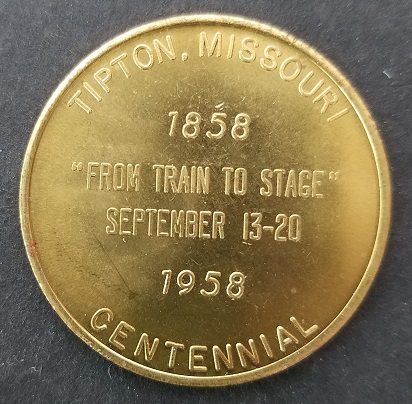 TIPTON, MISSOURI
1858
"FROM TRAIN TO STAGE"
SEPTEMBER 13-20
1958
CENTENNIAL